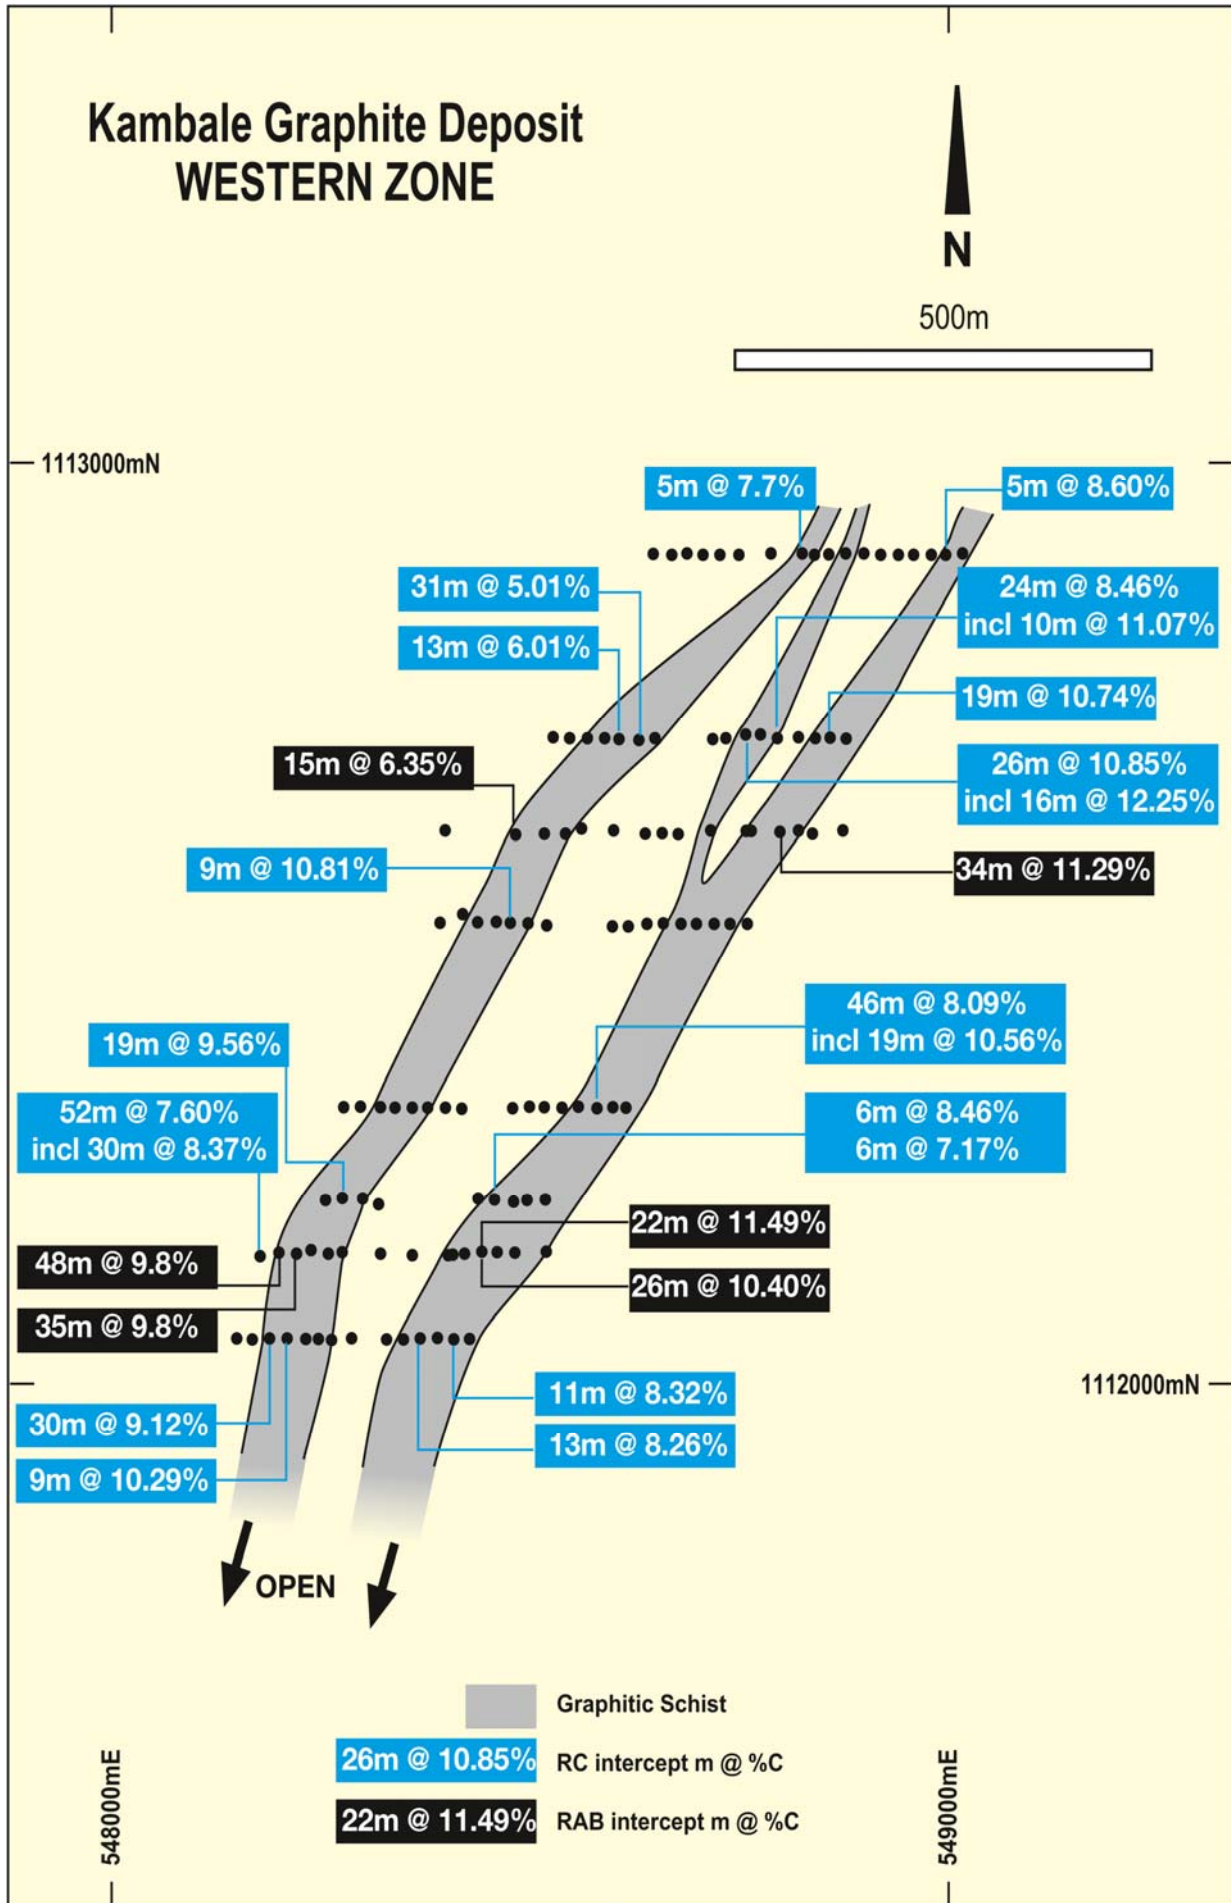 Kambale Graphite Deposit
WESTERN ZONE
N
500m
1113000mN
5m @ 7.7%
5m @ 8.60%
31m @ 5.01%
24m @ 8.46%
incl 10m @ 11.07%
13m @ 6.01%
19m @ 10.74%
15m @ 6.35%
26m @ 10.85%
incl 16m @ 12.25%
9m @ 10.81%
34m @ 11.29%
46m @ 8.09%
incl 19m @ 10.56%
19m @ 9.56%
52m @ 7.60%
incl 30m @ 8.37%
6m @ 8.46%
6m @ 7.17%
22m @ 11.49%
48m @ 9.8%
26m @ 10.40%
35m @ 9.8%
11m @ 8.32%
1112000mN
30m @ 9.12%
13m @ 8.26%
9m @ 10.29%
OPEN
Graphitic Schist
26m @ 10.85%
RC intercept m @ %C
22m @ 11.49%
RAB intercept m @ %C
548000mE
549000mE